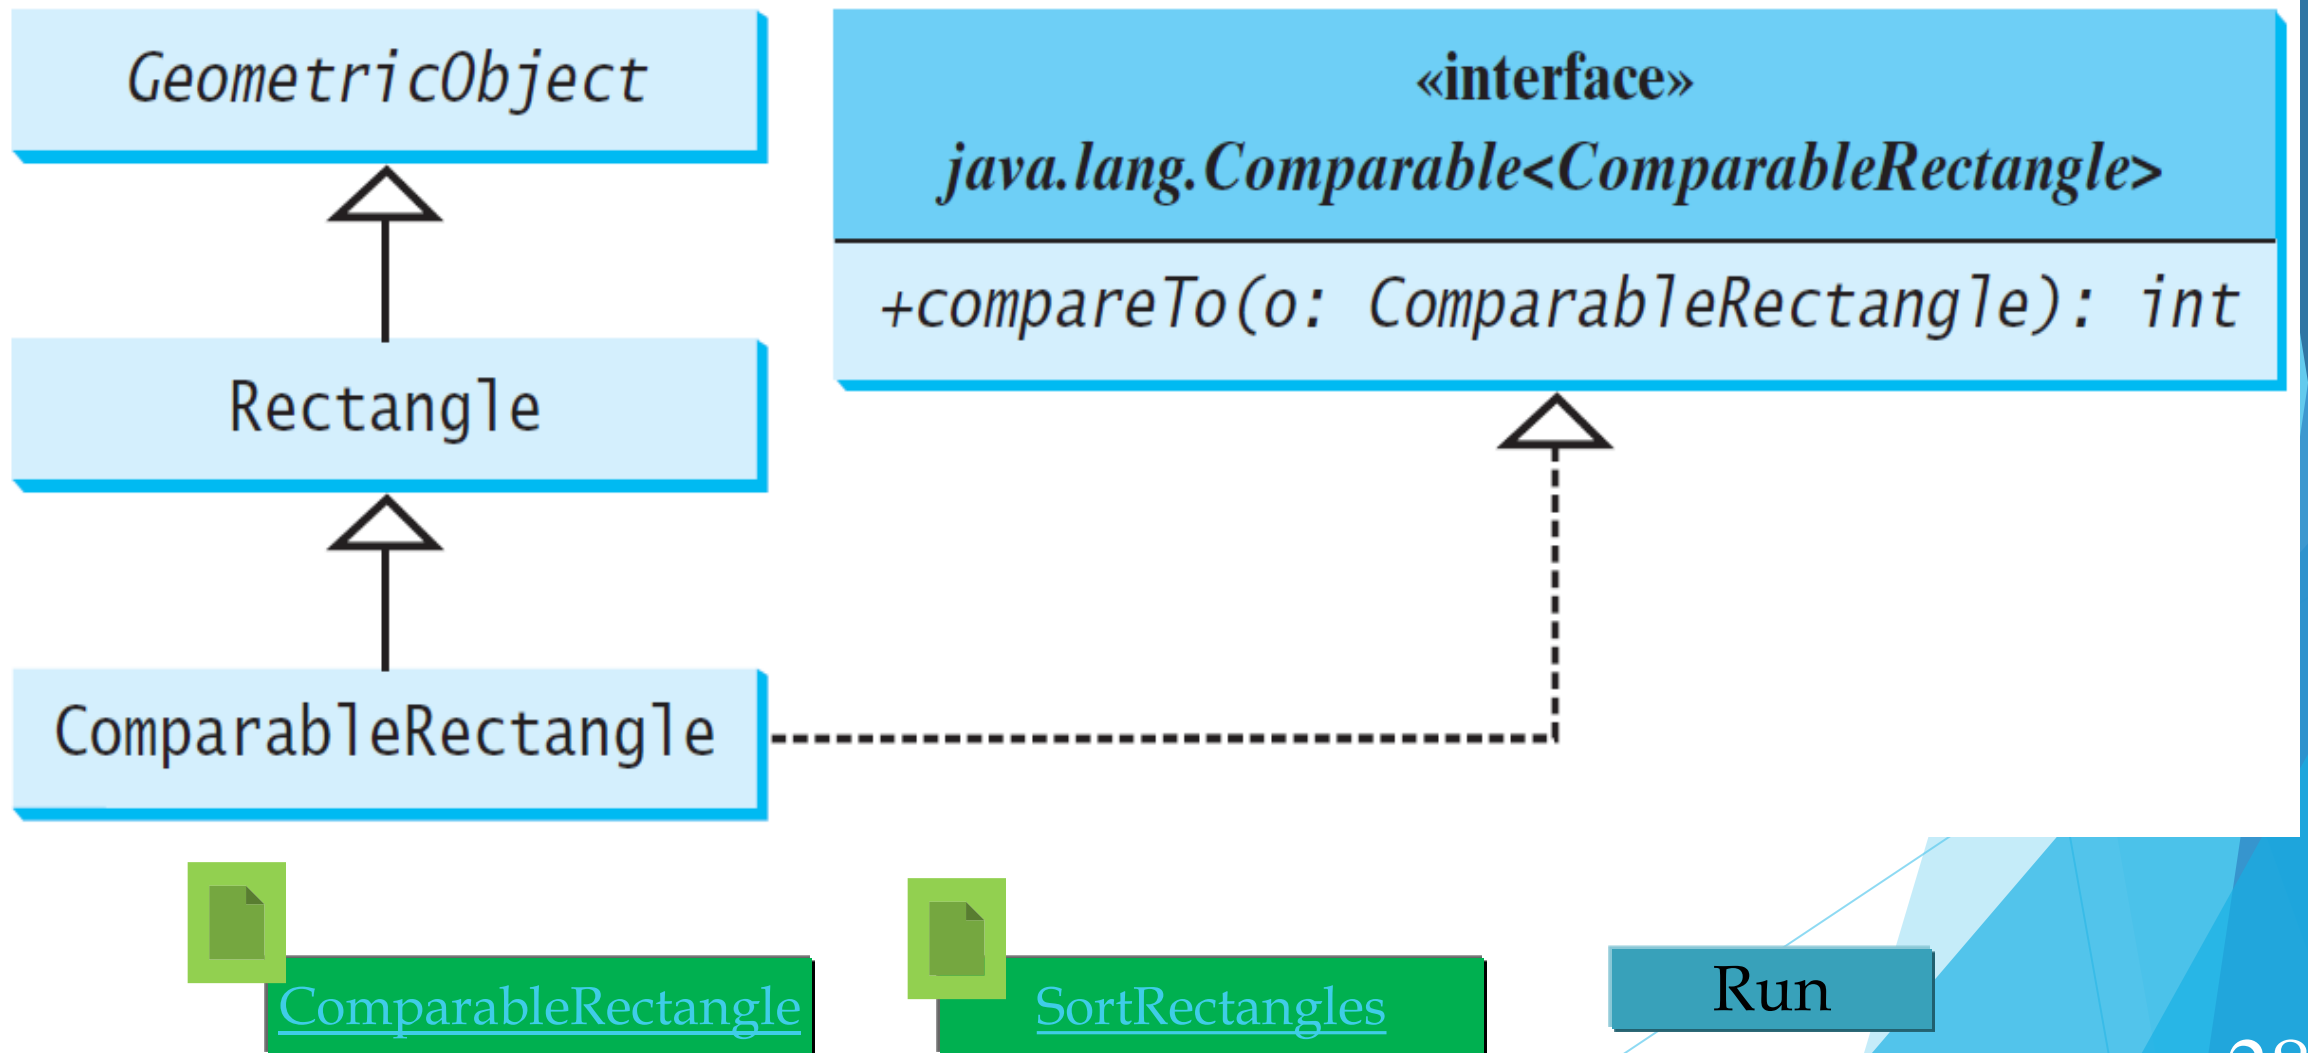 GeometricObject
«interface»
java.lang.Comparable<ComparableRectangle>
+compareTo(o: ComparableRectangle): int
Rectangle
ComparableRectangle
ComparableRectangle
SortRectangles
Run